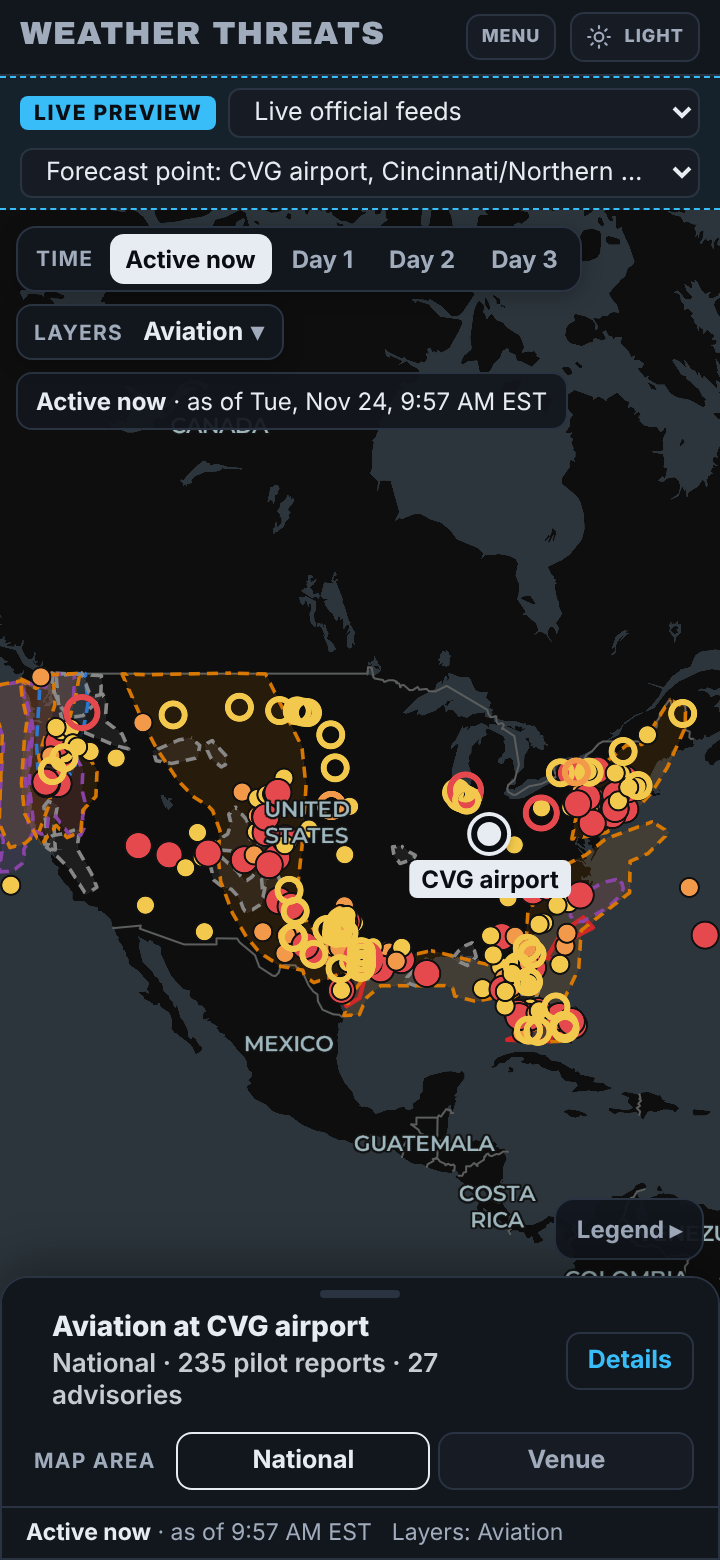 WEATHER THREATS
MENU
LIGHT
LIVE PREVIEW
Live official feeds
Forecast point: CVG airport, Cincinnati/Northern ...
TIME
Active now
Day 1
Day 2
Day 3
LAYERS
Aviation ▾
Active now · as of Tue, Nov 24, 9:57 AM EST
CANADA
UNITED
STATES
CVG airport
MEXICO
GUATEMALA
COSTA
RICA
Legend ▸
COLOMBIA
Aviation at CVG airport
National · 235 pilot reports · 27
advisories
Details
MAP AREA
National
Venue
Active now · as of 9:57 AM EST Layers: Aviation